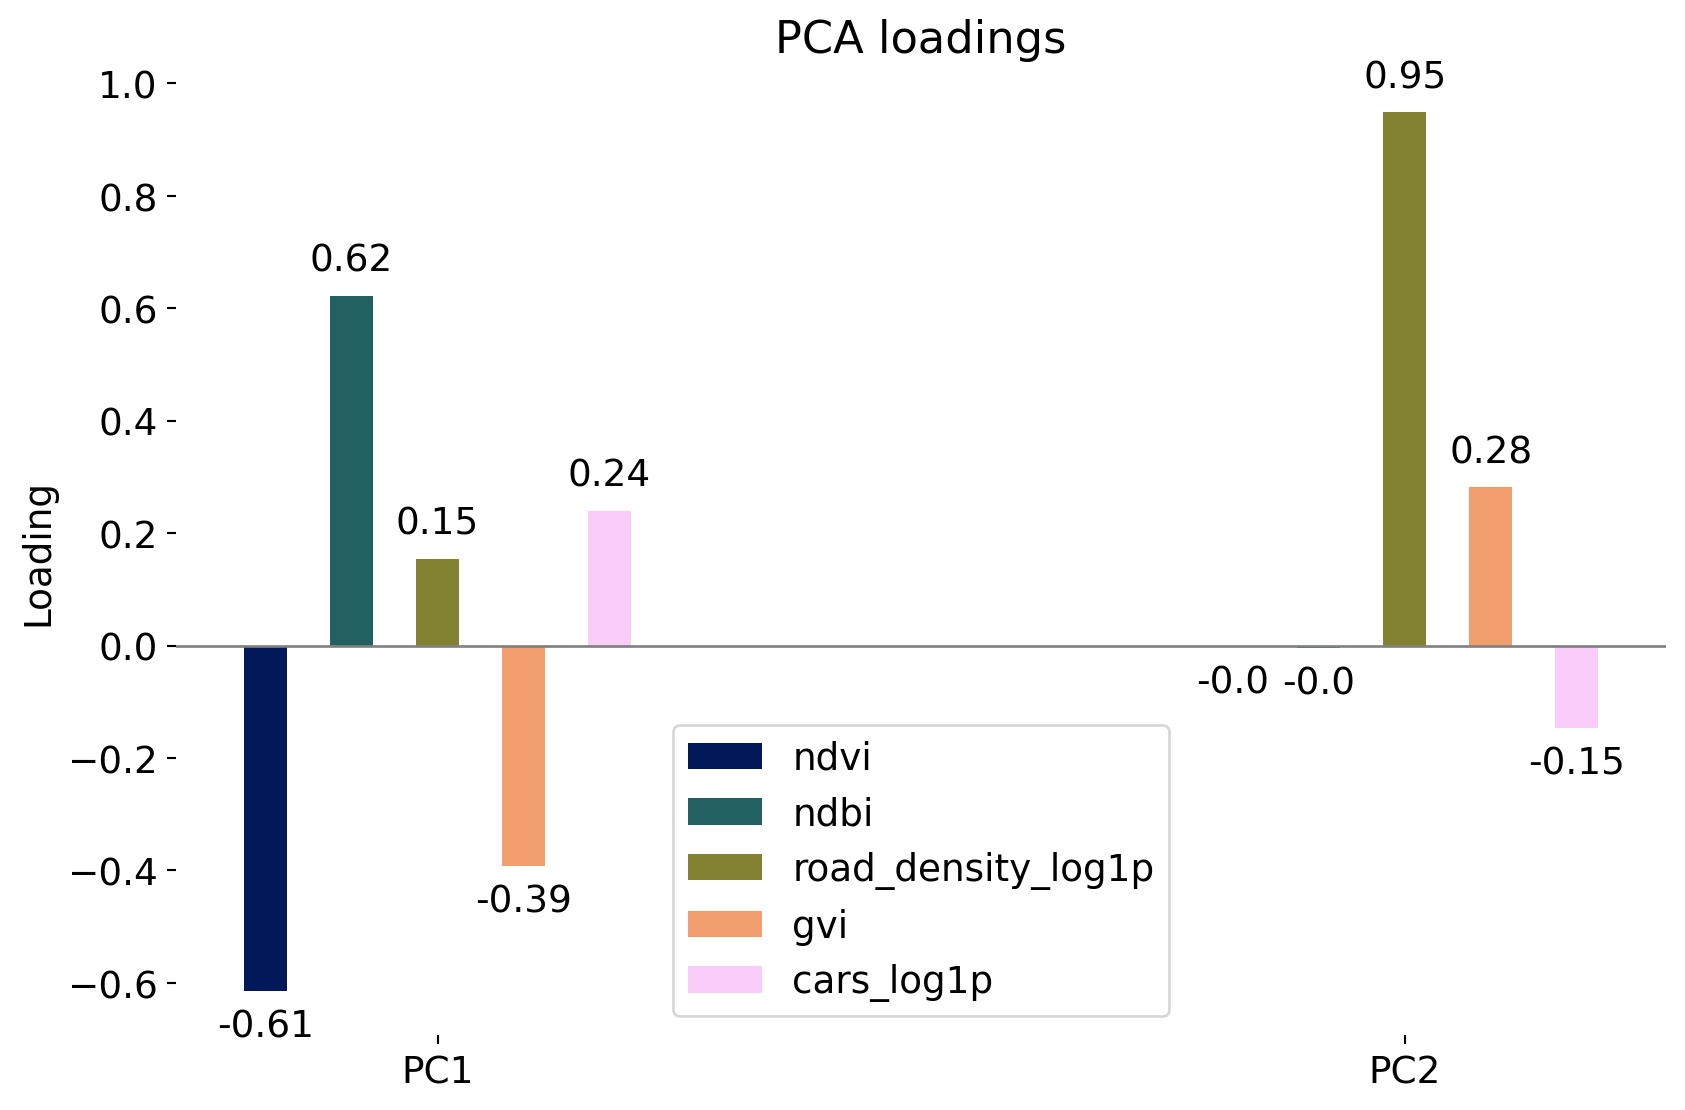 PCA loadings
1.0
0.8
0.6
0.4
0.2
0.0
−0.2
−0.4
−0.6
Loading
0.95
0.62
0.28
0.24
0.15
-0.0 -0.0
-0.15
-0.39
-0.61
ndvi
ndbi
road_density_log1p
gvi
cars_log1p
PC1 PC2